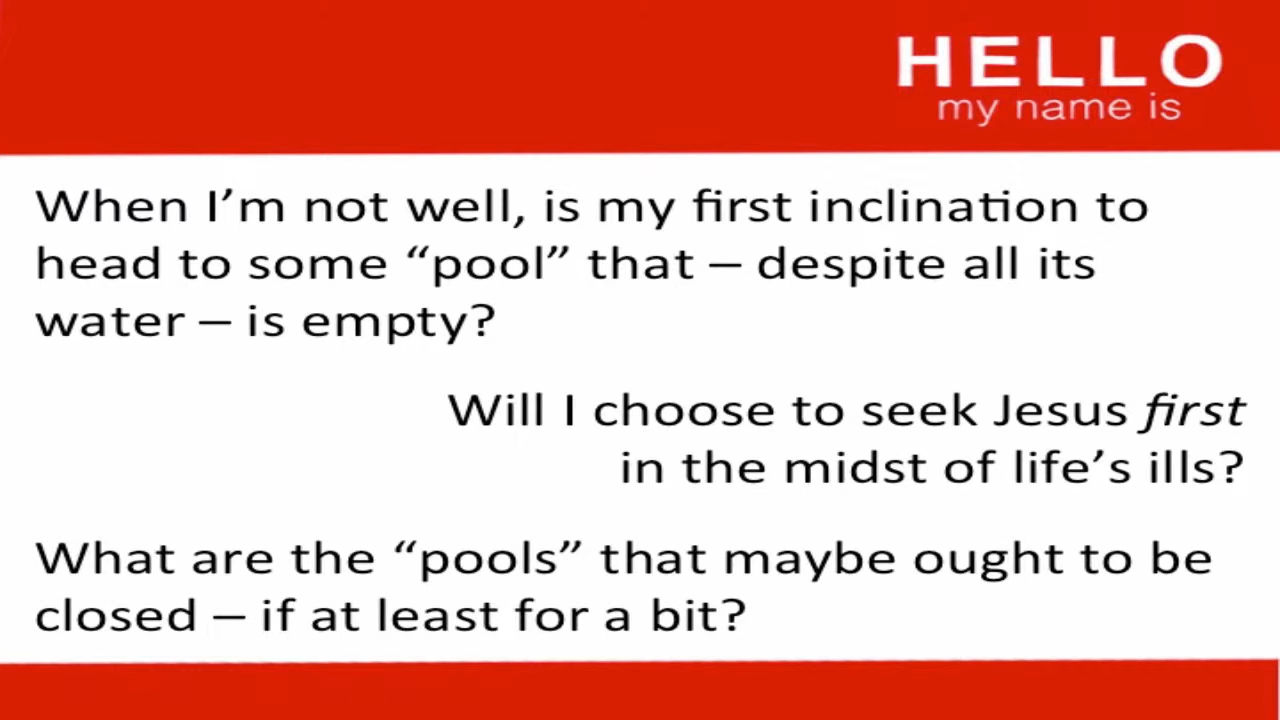 HELLO
my name is
When I’m not well, is my first inclination to
head to some “pool” that – despite all its
water – is empty?
Will I choose to seek Jesus first
in the midst of life’s ills?
What are the “pools” that maybe ought to be
closed – if at least for a bit?